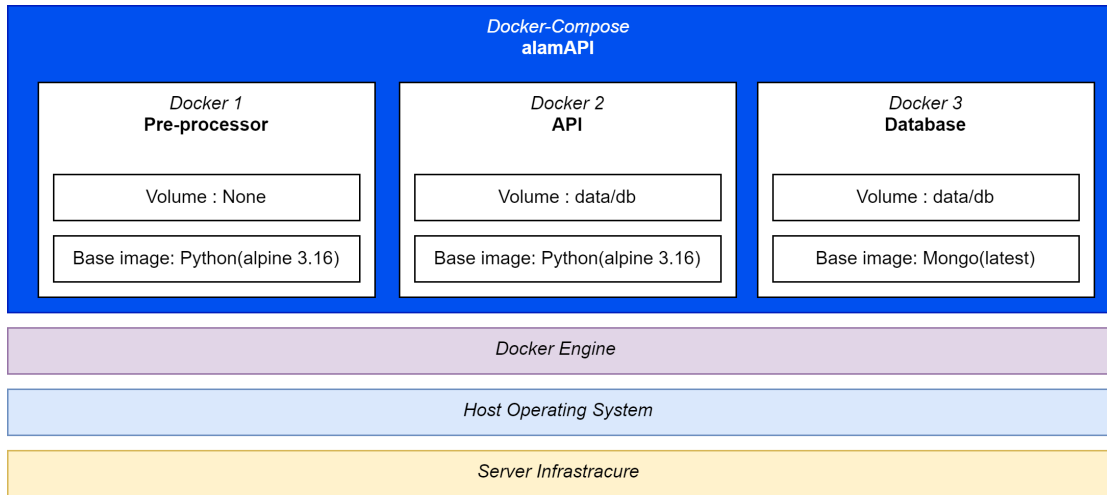 Docker-Compose
alamAPI
Docker 1
Pre-processor
Volume : None
Base image: Python(alpine 3.16)
Docker 2
API
Volume : data/db
Base image: Python(alpine 3.16)
Docker 3
Database
Volume : data/db
Base image: Mongo(latest)
Docker Engine
Host Operating System
Server Infrastracure